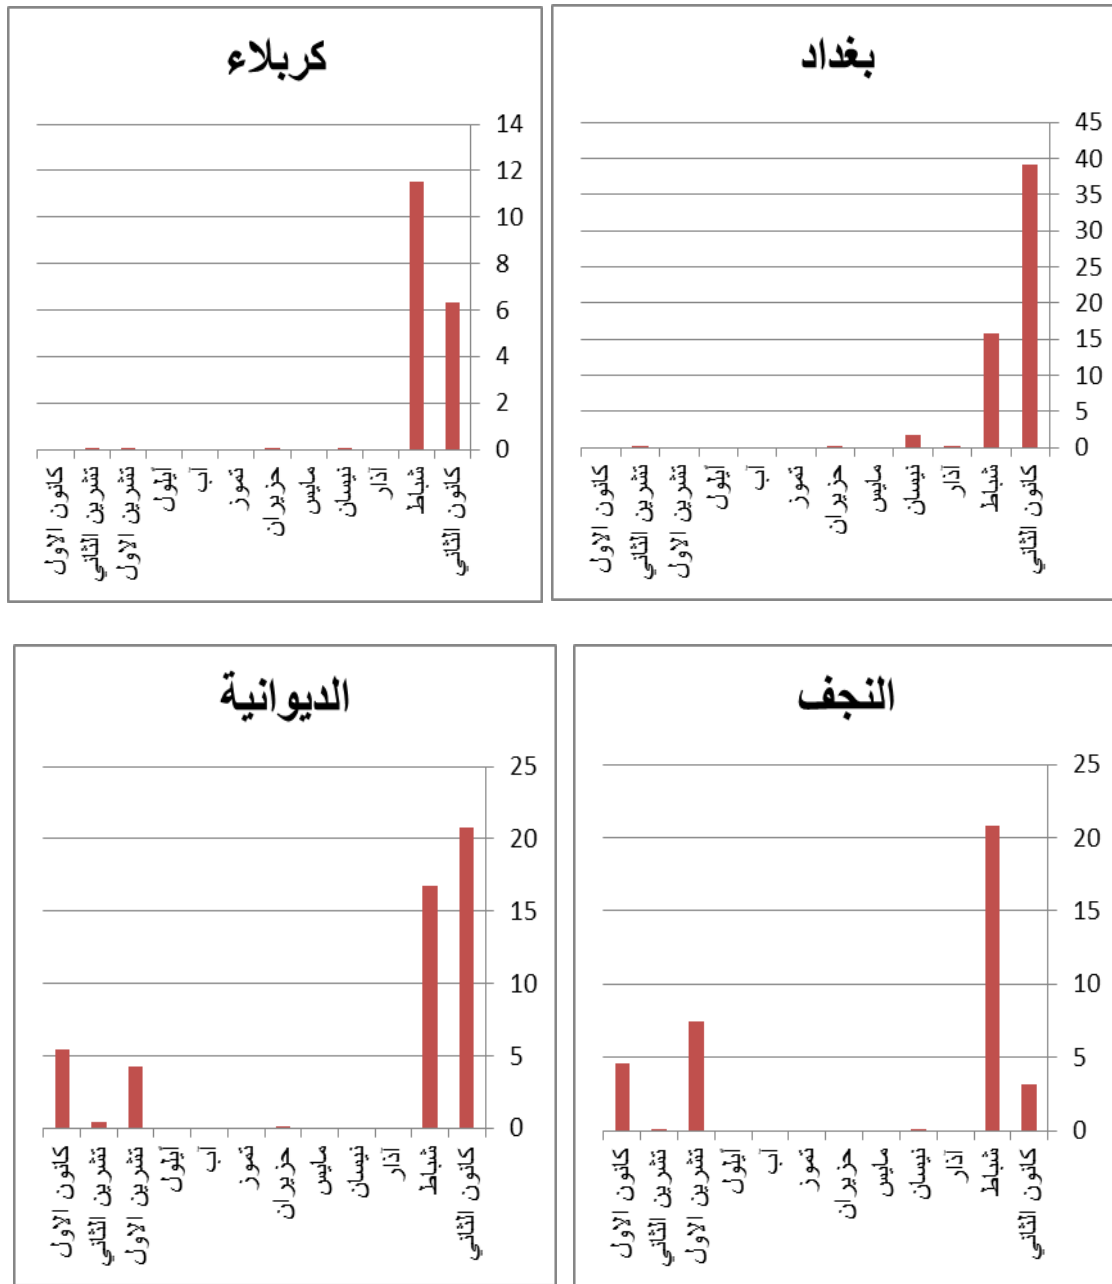 بغداد
45
40
35
30
25
20
15
10
5
0
كانون الثاني
شباط
آذار
نيسان
مايس
حزيران
تموز
آب
أيلول
تشرين الاول
تشرين الثاني
كانون الاول
كربلاء
14
12
10
8
6
4
2
0
كانون الثاني
شباط
آذار
نيسان
مايس
حزيران
تموز
آب
أيلول
تشرين الاول
تشرين الثاني
كانون الاول
النجف
25
20
15
10
5
0
كانون الثاني
شباط
آذار
نيسان
مايس
حزيران
تموز
آب
أيلول
تشرين الاول
تشرين الثاني
كانون الاول
الديوانية
25
20
15
10
5
0
كانون الثاني
شباط
آذار
نيسان
مايس
حزيران
تموز
آب
أيلول
تشرين الاول
تشرين الثاني
كانون الاول